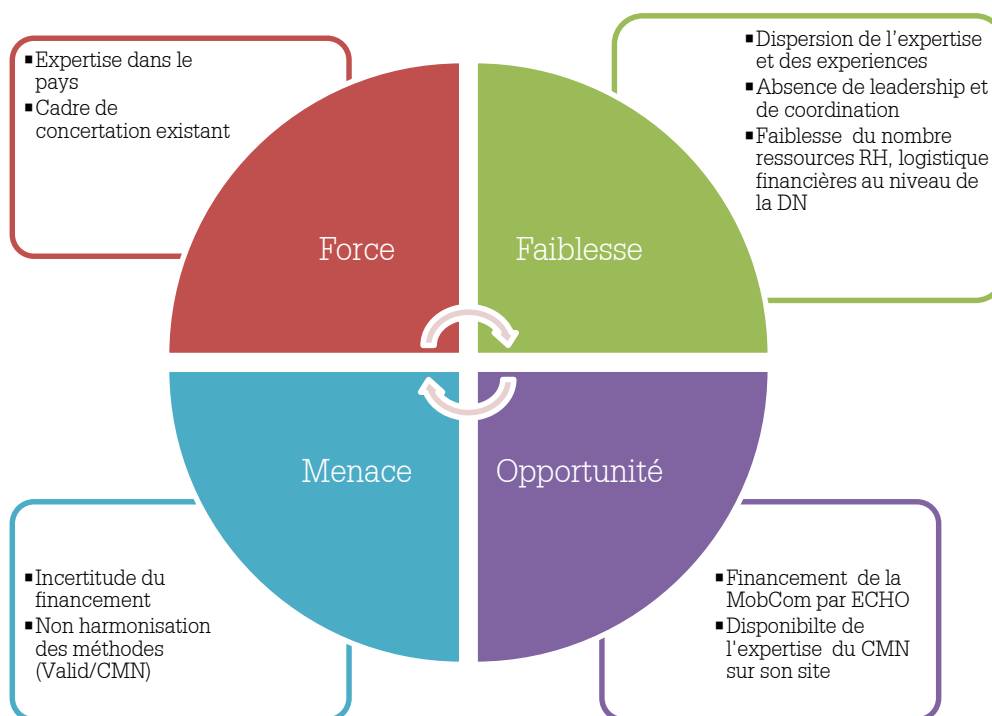 ▪Expertise dans le
pays
▪Cadre de
concertation existant
▪Dispersion de l'expertise
et des experiences
▪Absence de leadership et
de coordination
▪Faiblesse du nombre
ressources RH, logistique
financières au niveau de
la DN
Force
Faiblesse
Menace
Opportunité
▪Incertitude du
financement
▪Non harmonisation
des méthodes
(Valid/CMN)
▪Financement de la
MobCom par ECHO
▪Disponibilte de
l'expertise du CMN
sur son site